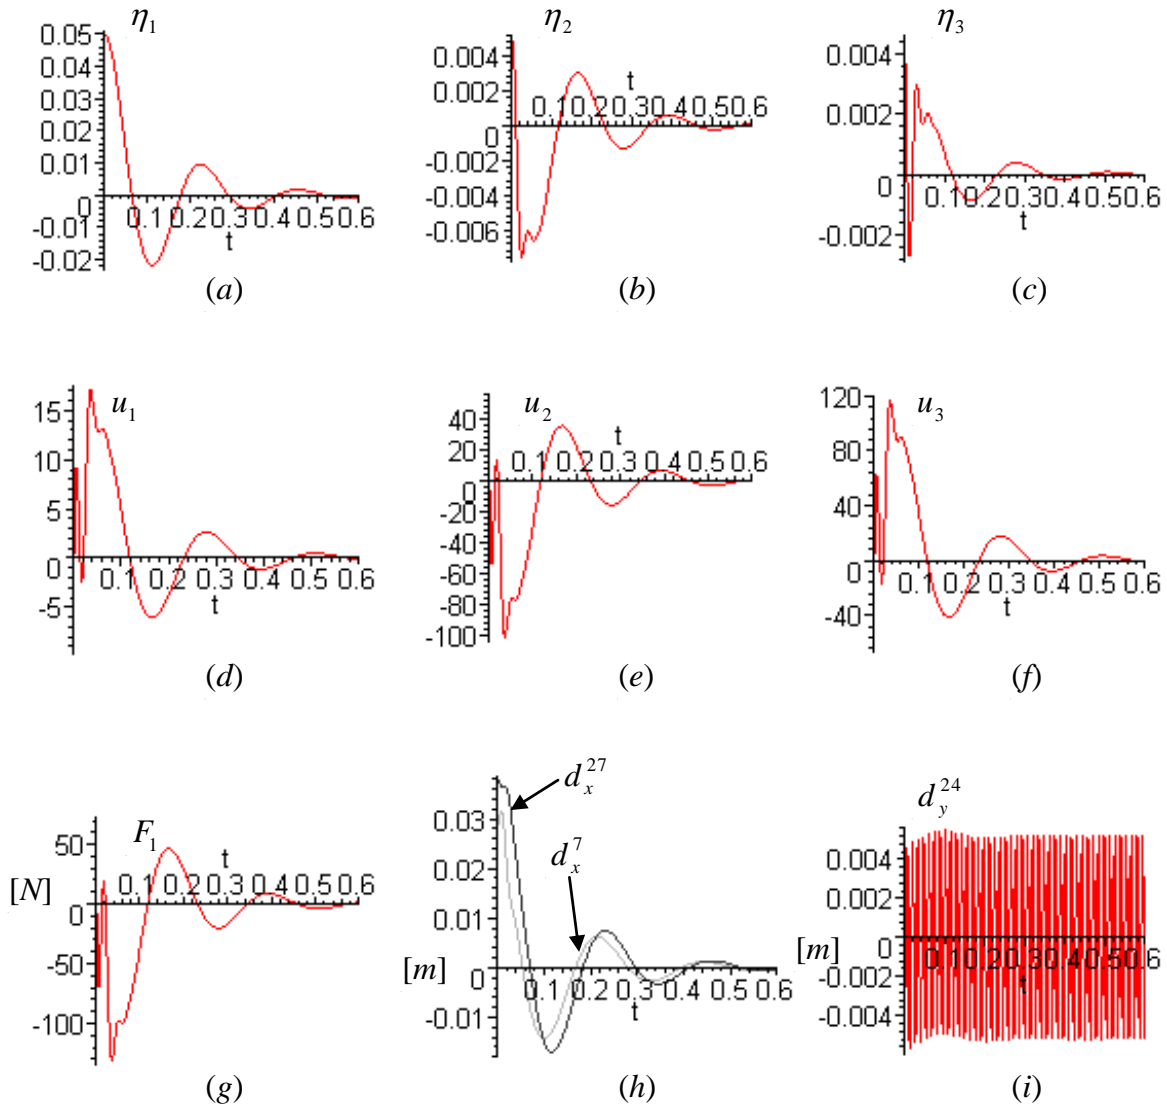 η₁ η₂ η₃
0.05 0.04 0.03 0.02 0.01 0 -0.01 -0.02 0.1 0.2 0.3 0.4 0.5 0.6 t
0.004 0.002 0 -0.002 -0.004 -0.006 0.1 0.2 0.3 0.4 0.5 0.6 t
0.004 0.002 0 -0.002 0.1 0.2 0.3 0.4 0.5 0.6 t
(a) (b) (c)
u₁ u₂ u₃
15 10 5 0 -5 0.1 0.2 0.3 0.4 0.5 0.6 t
40 20 0 -20 -40 -60 -80 -100 0.1 0.2 0.3 0.4 0.5 0.6 t
120 80 40 0 -40 0.1 0.2 0.3 0.4 0.5 0.6 t
(d) (e) (f)
F₁ d_x^27 d_x^7 d_y^24
[N] 50 0 -50 -100 0.1 0.2 0.3 0.4 0.5 0.6 t
[m] 0.03 0.02 0.01 0 -0.01 0.1 0.2 0.3 0.4 0.5 0.6 t
[m] 0.004 0.002 0 -0.002 -0.004 0.1 0.2 0.3 0.4 0.5 0.6 t
(g) (h) (i)